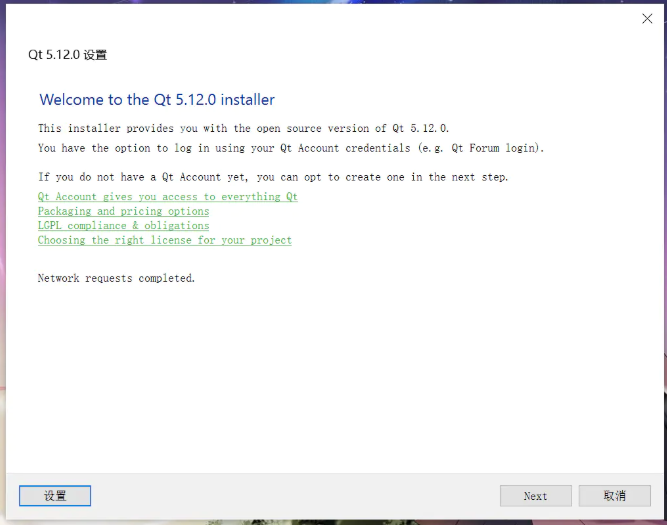 Qt 5.12.0 设置
Welcome to the Qt 5.12.0 installer
This installer provides you with the open source version of Qt 5.12.0.
You have the option to log in using your Qt Account credentials (e.g. Qt Forum login).
If you do not have a Qt Account yet, you can opt to create one in the next step.
Qt Account gives you access to everything Qt
Packaging and pricing options
LGPL compliance & obligations
Choosing the right license for your project
Network requests completed.
设置
Next
取消